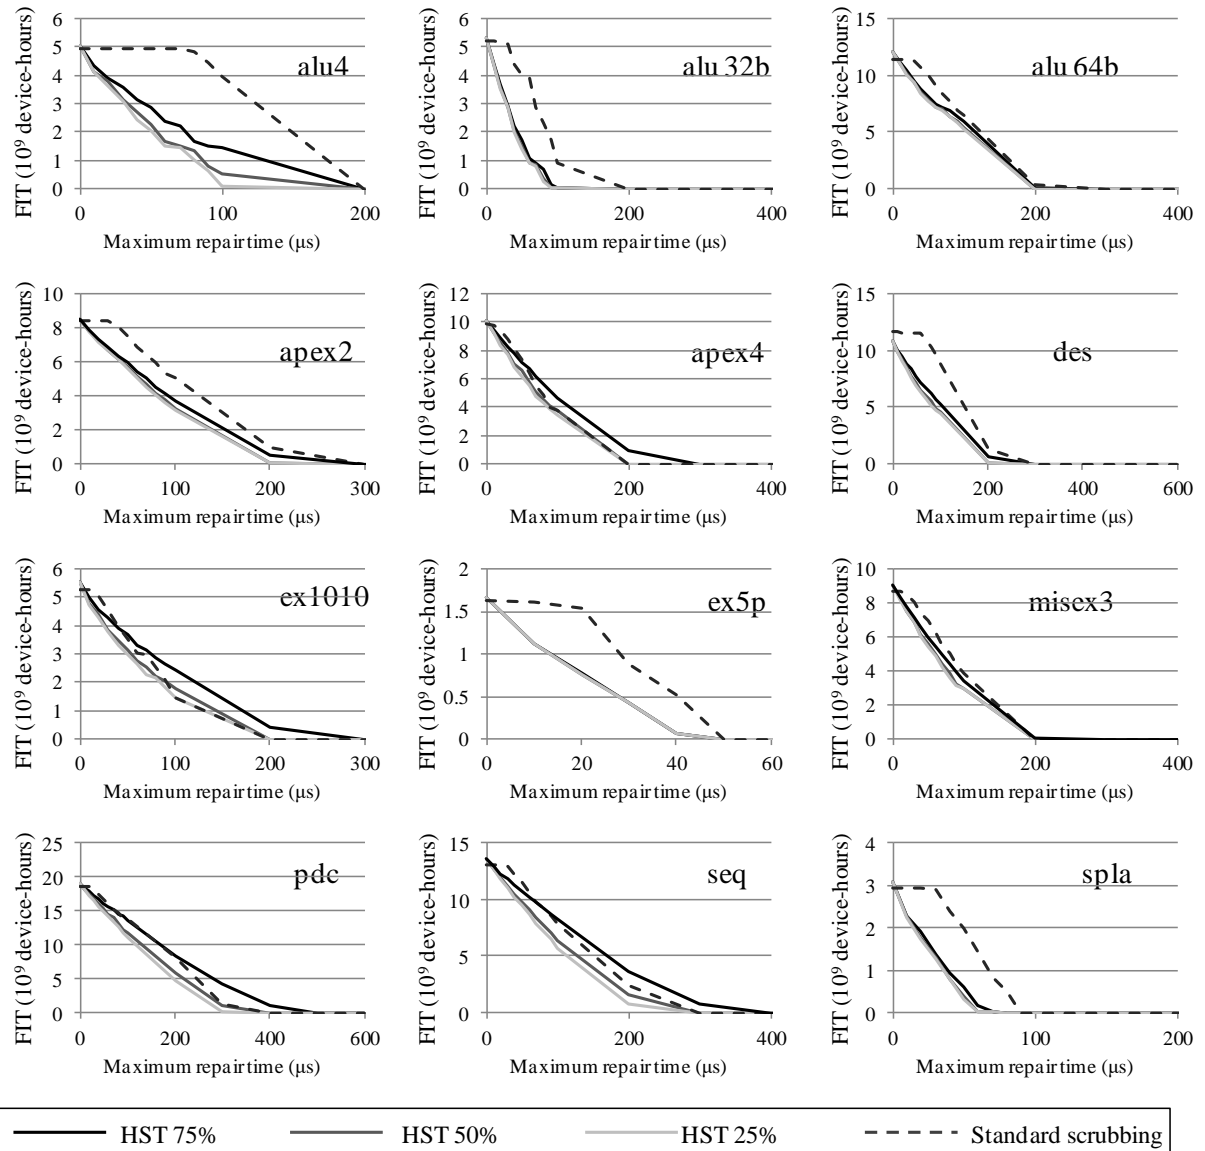 FIT (10⁹ device-hours)
6
5
4
3
2
1
0
alu4
0 100 200
Maximum repair time (µs)
FIT (10⁹ device-hours)
6
5
4
3
2
1
0
alu 32b
0 200 400
Maximum repair time (µs)
FIT (10⁹ device-hours)
15
10
5
0
alu 64b
0 200 400
Maximum repair time (µs)
FIT (10⁹ device-hours)
10
8
6
4
2
0
apex2
0 100 200 300
Maximum repair time (µs)
FIT (10⁹ device-hours)
12
10
8
6
4
2
0
apex4
0 200 400
Maximum repair time (µs)
FIT (10⁹ device-hours)
15
10
5
0
des
0 200 400 600
Maximum repair time (µs)
FIT (10⁹ device-hours)
6
5
4
3
2
1
0
ex1010
0 100 200 300
Maximum repair time (µs)
FIT (10⁹ device-hours)
2
1.5
1
0.5
0
ex5p
0 20 40 60
Maximum repair time (µs)
FIT (10⁹ device-hours)
10
8
6
4
2
0
misex3
0 200 400
Maximum repair time (µs)
FIT (10⁹ device-hours)
25
20
15
10
5
0
pdc
0 200 400 600
Maximum repair time (µs)
FIT (10⁹ device-hours)
15
10
5
0
seq
0 200 400
Maximum repair time (µs)
FIT (10⁹ device-hours)
4
3
2
1
0
spla
0 100 200
Maximum repair time (µs)
HST 75% HST 50% HST 25% Standard scrubbing